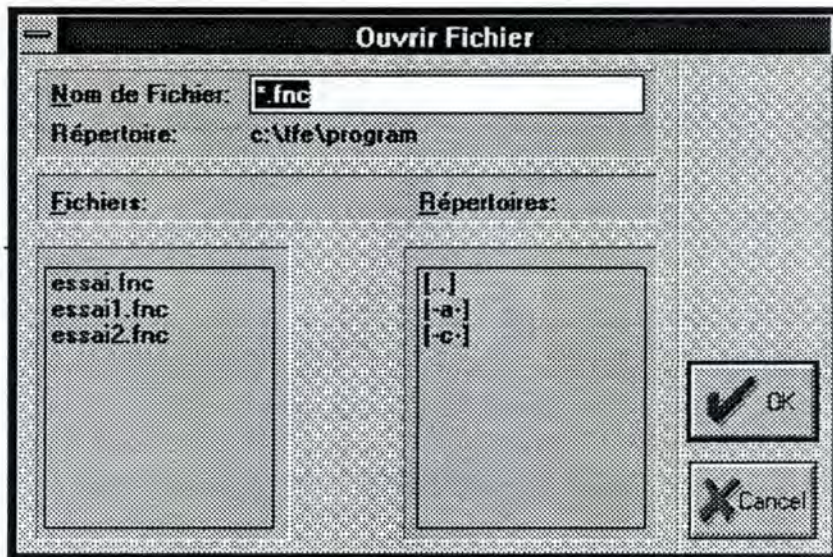 Ouvrir Fichier
Nom de Fichier: *.fnc
Répertoire: c:\tfe\program
Fichiers: Répertoires:
essai.fnc [..]
essai1.fnc [-a-]
essai2.fnc [-c-]
OK
Cancel